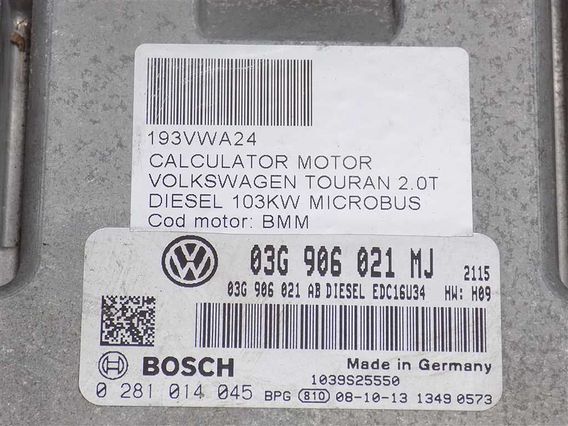 193VWA24
CALCULATOR MOTOR
VOLKSWAGEN TOURAN 2.0T
DIESEL 103KW MICROBUS
Cod motor: BMM
03G 906 021 MJ 2115
03G 906 021 AB DIESEL EDC16U34 HW: H09
BOSCH Made in Germany
1039S25550
0 281 014 045 BPG 810 08-10-13 1349 0573